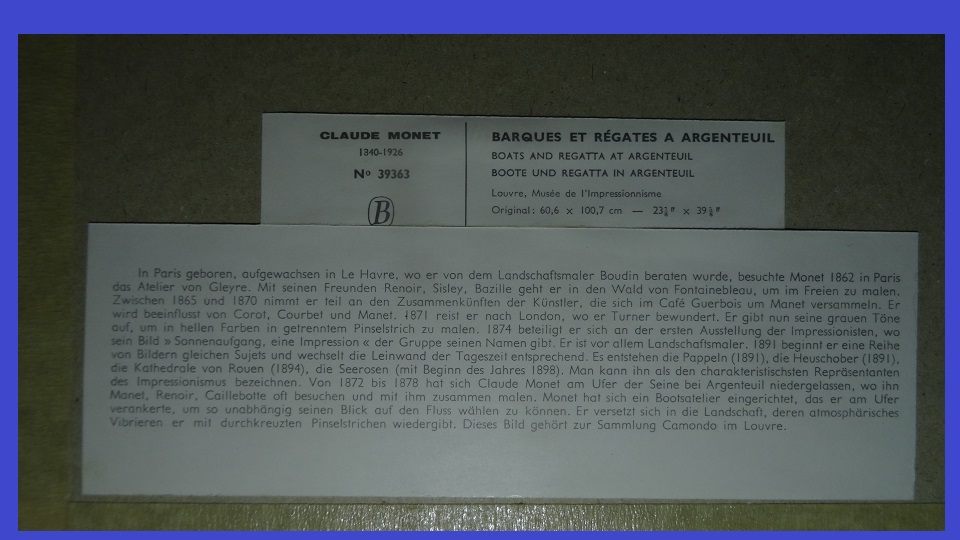 CLAUDE MONET
1840-1926
No 39363
B
BARQUES ET RÉGATES A ARGENTEUIL
BOATS AND REGATTA AT ARGENTEUIL
BOOTE UND REGATTA IN ARGENTEUIL
Louvre, Musée de l'Impressionnisme
Original: 60,6 × 100,7 cm — 23⅞" × 39⅝"
In Paris geboren, aufgewachsen in Le Havre, wo er von dem Landschaftsmaler Boudin beraten wurde, besuchte Monet 1862 in Paris
das Atelier von Gleyre. Mit seinen Freunden Renoir, Sisley, Bazille geht er in den Wald von Fontainebleau, um im Freien zu malen.
Zwischen 1865 und 1870 nimmt er teil an den Zusammenkünften der Künstler, die sich im Café Guerbois um Manet versammeln. Er
wird beeinflusst von Corot, Courbet und Manet. 1871 reist er nach London, wo er Turner bewundert. Er gibt nun seine grauen Töne
auf, um in hellen Farben in getrenntem Pinselstrich zu malen. 1874 beteiligt er sich an der ersten Ausstellung der Impressionisten, wo
sein Bild » Sonnenaufgang, eine Impression « der Gruppe seinen Namen gibt. Er ist vor allem Landschaftsmaler. 1891 beginnt er eine Reihe
von Bildern gleichen Sujets und wechselt die Leinwand der Tageszeit entsprechend. Es entstehen die Pappeln (1891), die Heuschober (1891),
die Kathedrale von Rouen (1894), die Seerosen (mit Beginn des Jahres 1898). Man kann ihn als den charakteristischsten Repräsentanten
des Impressionismus bezeichnen. Von 1872 bis 1878 hat sich Claude Monet am Ufer der Seine bei Argenteuil niedergelassen, wo ihn
Manet, Renoir, Caillebotte oft besuchen und mit ihm zusammen malen. Monet hat sich ein Bootsatelier eingerichtet, das er am Ufer
verankerte, um so unabhängig seinen Blick auf den Fluss wählen zu können. Er versetzt sich in die Landschaft, deren atmosphärisches
Vibrieren er mit durchkreuzten Pinselstrichen wiedergibt. Dieses Bild gehört zur Sammlung Camondo im Louvre.